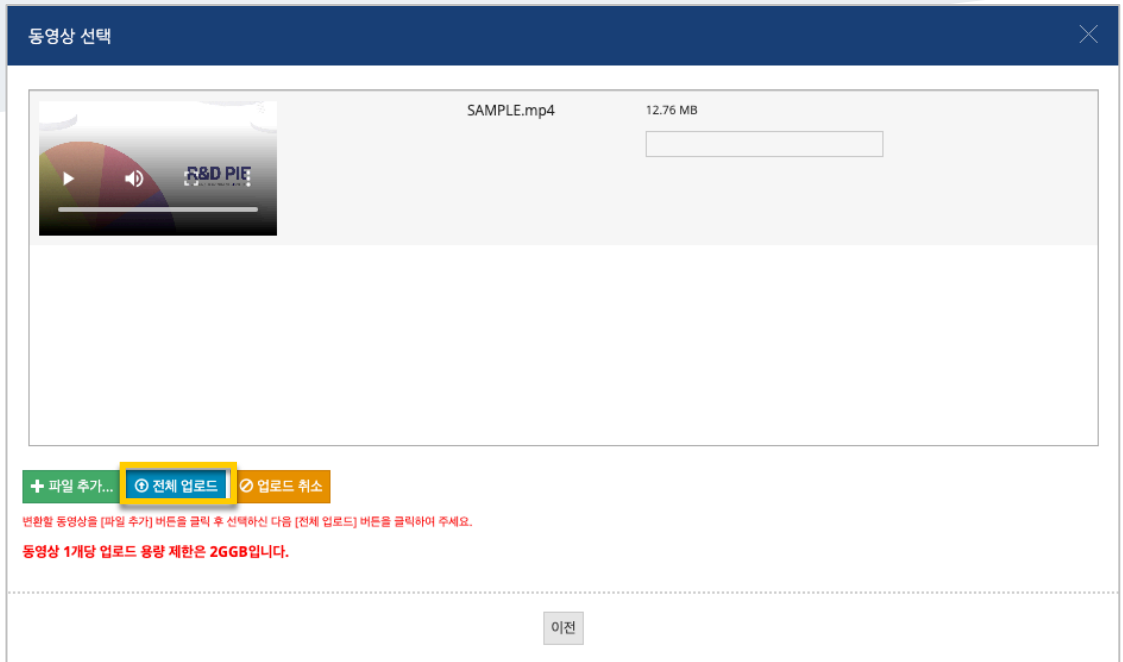 동영상 선택
SAMPLE.mp4 12.76 MB
R&D PIE
파일 추가... 전체 업로드 업로드 취소
변환할 동영상을 [파일 추가] 버튼을 클릭 후 선택하신 다음 [전체 업로드] 버튼을 클릭하여 주세요.
동영상 1개당 업로드 용량 제한은 2GGB입니다.
이전